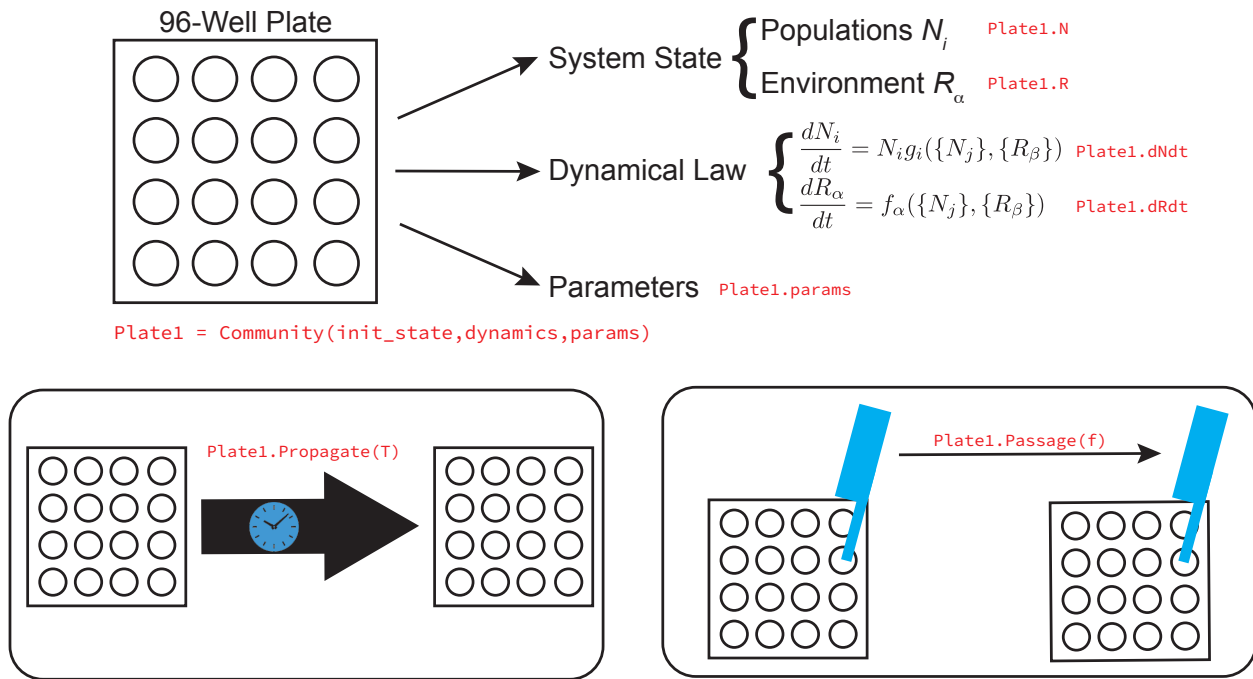 96-Well Plate
System State { Populations N_i Plate1.N
Environment R_α Plate1.R
Dynamical Law { \frac{dN_i}{dt} = N_i g_i(\{N_j\}, \{R_β\}) Plate1.dNdt
\frac{dR_α}{dt} = f_α(\{N_j\}, \{R_β\}) Plate1.dRdt
Parameters Plate1.params
Plate1 = Community(init_state,dynamics,params)
Plate1.Propagate(T)
Plate1.Passage(f)